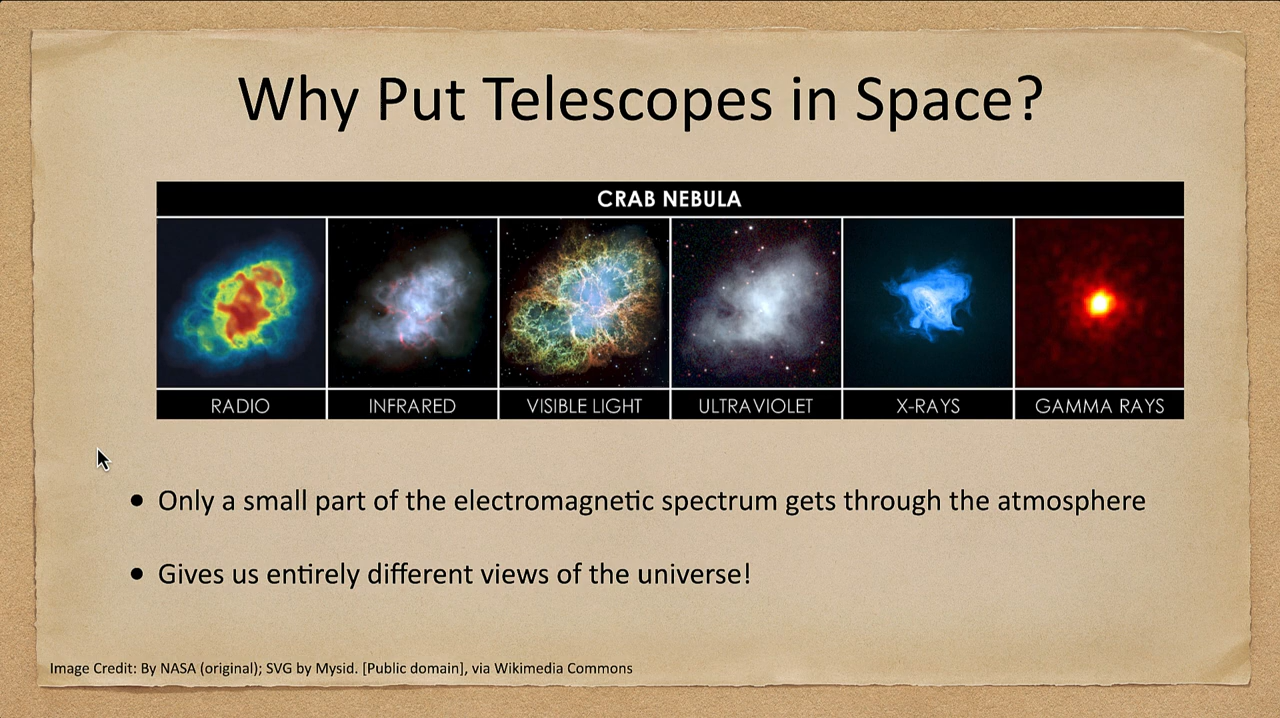 Why Put Telescopes in Space?
CRAB NEBULA
RADIO INFRARED VISIBLE LIGHT ULTRAVIOLET X-RAYS GAMMA RAYS
• Only a small part of the electromagnetic spectrum gets through the atmosphere
• Gives us entirely different views of the universe!
Image Credit: By NASA (original); SVG by Mysid. [Public domain], via Wikimedia Commons